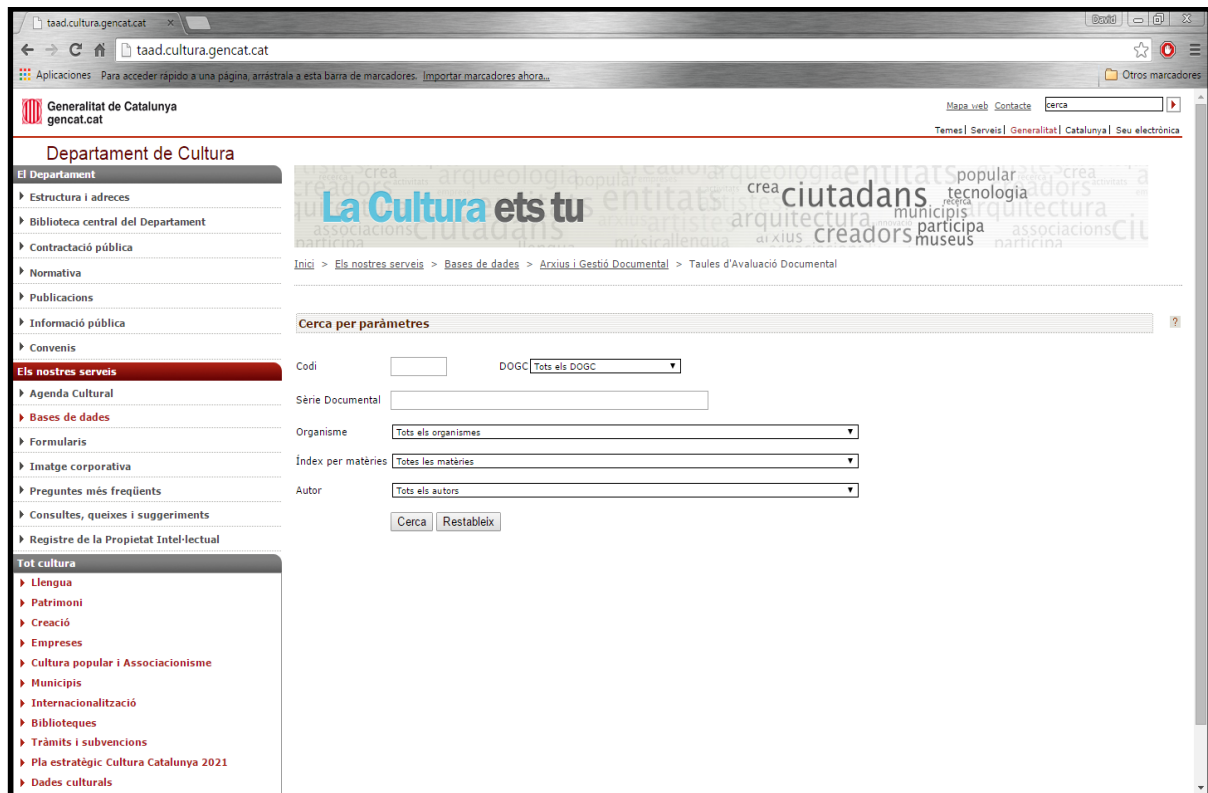 taad.cultura.gencat.cat
David
taad.cultura.gencat.cat
Aplicaciones Para acceder rápido a una página, arrástrala a esta barra de marcadores. Importar marcadores ahora...
Otros marcadores
Generalitat de Catalunya
gencat.cat
Mapa web Contacte cerca
Temes| Serveis| Generalitat| Catalunya| Seu electrònica
Departament de Cultura
El Departament
Estructura i adreces
Biblioteca central del Departament
Contractació pública
Normativa
Publicacions
Informació pública
Convenis
Els nostres serveis
Agenda Cultural
Bases de dades
Formularis
Imatge corporativa
Preguntes més freqüents
Consultes, queixes i suggeriments
Registre de la Propietat Intel·lectual
Tot cultura
Llengua
Patrimoni
Creació
Empreses
Cultura popular i Associacionisme
Municipis
Internacionalització
Biblioteques
Tràmits i subvencions
Pla estratègic Cultura Catalunya 2021
Dades culturals
La Cultura ets tu
crea ciutadans popular
tecnologia
recerca
municipis
arquitectura
arxius creadors participa
museus
entitats
arqueologia
associacions
Inici > Els nostres serveis > Bases de dades > Arxius i Gestió Documental > Taules d'Avaluació Documental
Cerca per paràmetres ?
Codi DOGC Tots els DOGC
Sèrie Documental
Organisme Tots els organismes
Índex per matèries Totes les matèries
Autor Tots els autors
Cerca Restableix